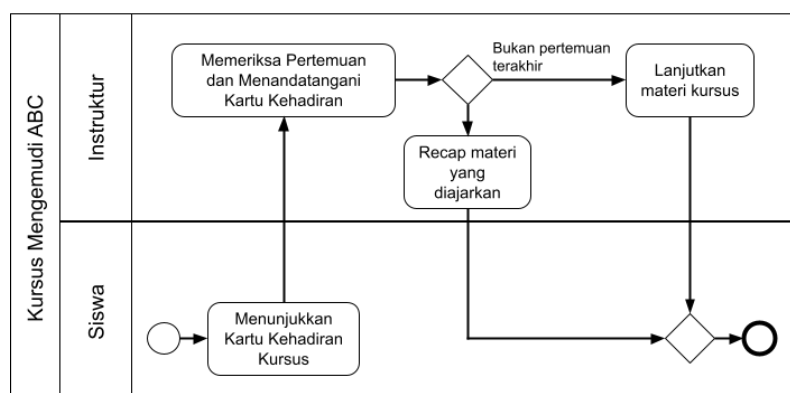 Kursus Mengemudi ABC
Instruktur
Memeriksa Pertemuan
dan Menandatangani
Kartu Kehadiran
Bukan pertemuan
terakhir
Lanjutkan
materi kursus
Recap materi
yang
diajarkan
Siswa
Menunjukkan
Kartu Kehadiran
Kursus